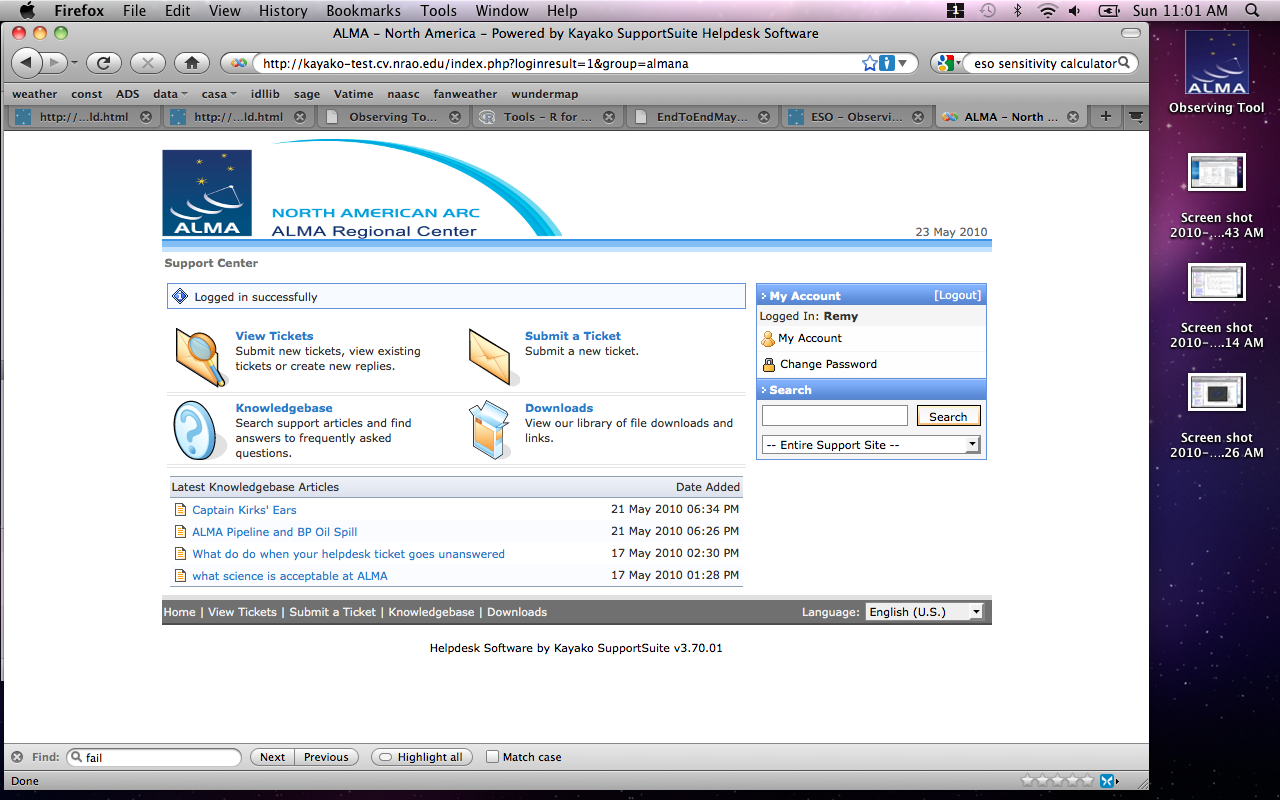 Firefox File Edit View History Bookmarks Tools Window Help 1 Sun 11:01 AM
ALMA – North America – Powered by Kayako SupportSuite Helpdesk Software
http://kayako-test.cv.nrao.edu/index.php?loginresult=1&group=almana
eso sensitivity calculator
weather const ADS data casa idllib sage Vatime naasc fanweather wundermap
http://...ld.html http://...ld.html Observing To... Tools – R for ... EndToEndMay... ESO – Observi... ALMA – North ...
ALMA
NORTH AMERICAN ARC
ALMA Regional Center
23 May 2010
Support Center
Logged in successfully
View Tickets
Submit new tickets, view existing
tickets or create new replies.
Submit a Ticket
Submit a new ticket.
Knowledgebase
Search support articles and find
answers to frequently asked
questions.
Downloads
View our library of file downloads and
links.
My Account [Logout]
Logged In: Remy
My Account
Change Password
Search
Search
-- Entire Support Site --
Latest Knowledgebase Articles Date Added
Captain Kirks' Ears 21 May 2010 06:34 PM
ALMA Pipeline and BP Oil Spill 21 May 2010 06:26 PM
What do do when your helpdesk ticket goes unanswered 17 May 2010 02:30 PM
what science is acceptable at ALMA 17 May 2010 01:28 PM
Home | View Tickets | Submit a Ticket | Knowledgebase | Downloads
Language: English (U.S.)
Helpdesk Software by Kayako SupportSuite v3.70.01
Find: fail Next Previous Highlight all Match case
Done
ALMA
Observing Tool
Screen shot
2010-....43 AM
Screen shot
2010-....14 AM
Screen shot
2010-....26 AM